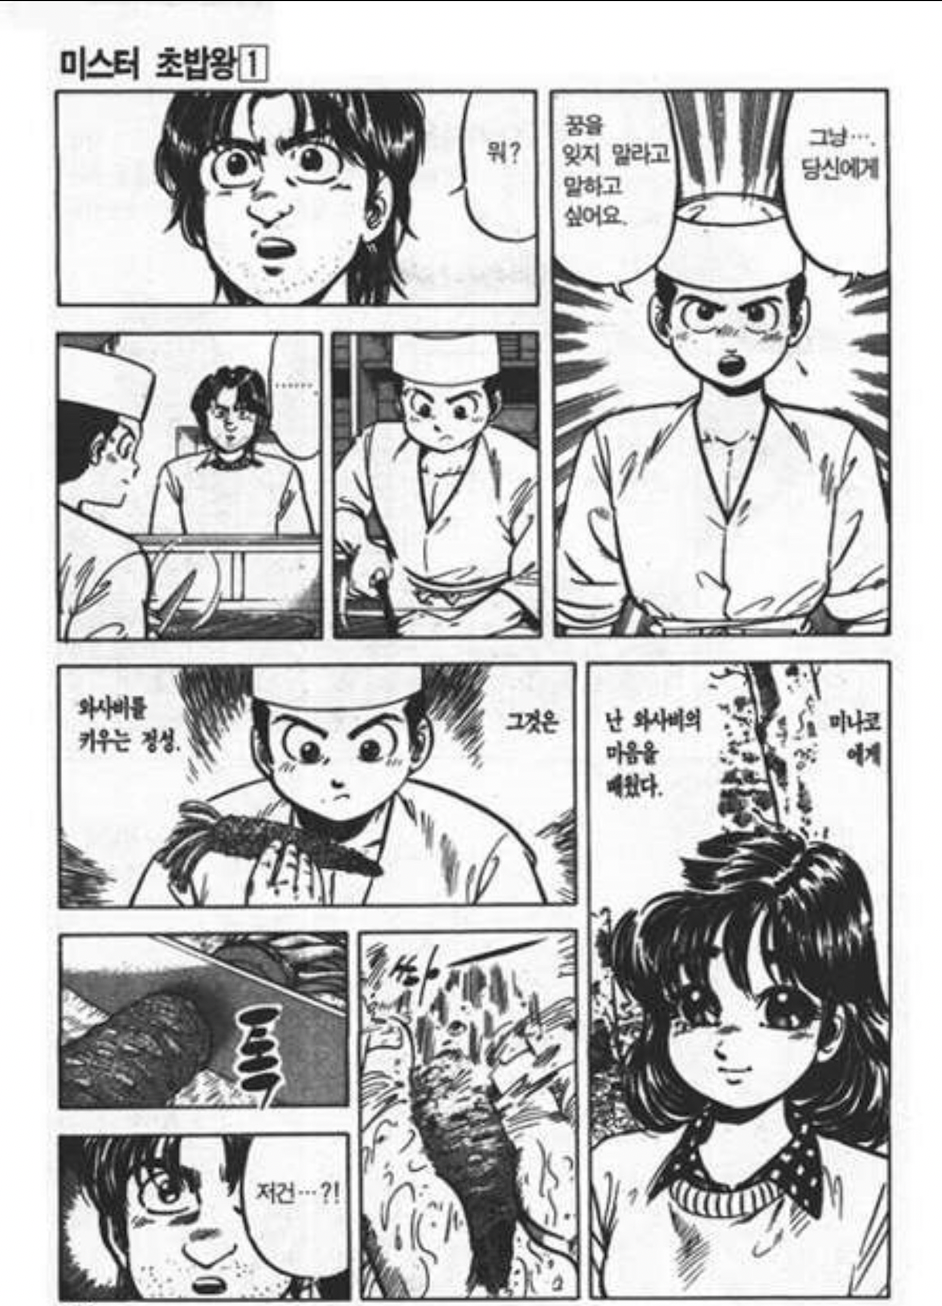 미스터 초밥왕 1
그냥….
당신에게
꿈을
잊지 말라고
말하고
싶어요.
뭐?
……
미나코
에게
난 와사비의
마음을
배웠다.
그것은
와사비를
키우는 정성.
저건…?!